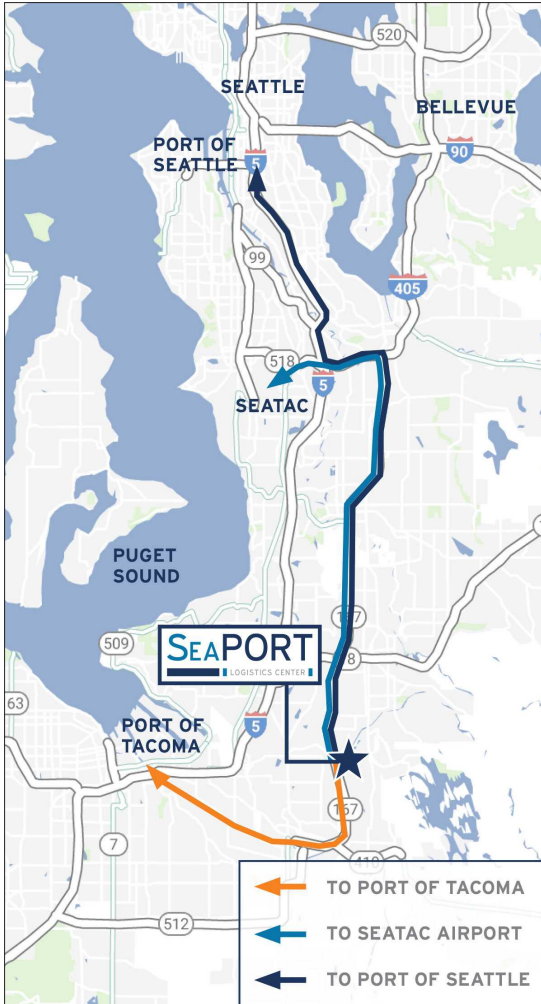 520
SEATTLE
BELLEVUE
90
PORT OF
SEATTLE
5
99
405
518
5
SEATAC
PUGET
SOUND
509
SEAPORT
LOGISTICS CENTER
63
PORT OF
TACOMA
5
167
7
410
512
TO PORT OF TACOMA
TO SEATAC AIRPORT
TO PORT OF SEATTLE